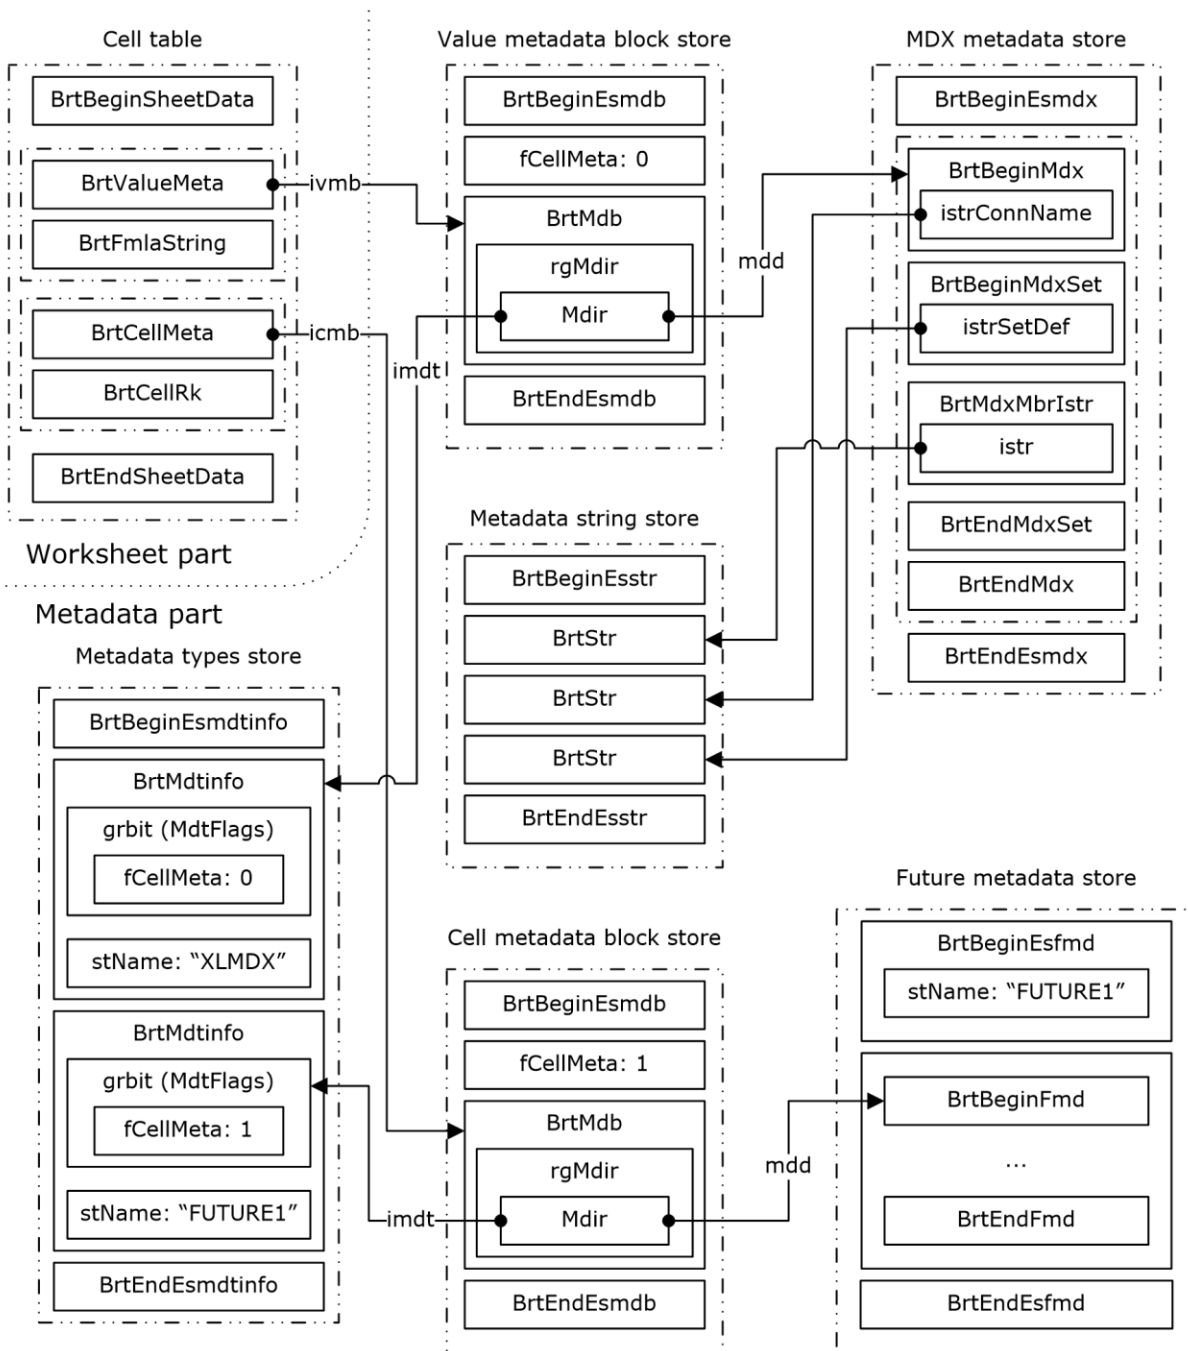 Cell table
BrtBeginSheetData
BrtValueMeta
BrtFmlaString
BrtCellMeta
BrtCellRk
BrtEndSheetData
Worksheet part
ivmb
icmb
Value metadata block store
BrtBeginEsmdb
fCellMeta: 0
BrtMdb
rgMdir
Mdir
BrtEndEsmdb
imdt
mdd
MDX metadata store
BrtBeginEsmdx
BrtBeginMdx
istrConnName
BrtBeginMdxSet
istrSetDef
BrtMdxMbrIstr
istr
BrtEndMdxSet
BrtEndMdx
BrtEndEsmdx
Metadata string store
BrtBeginEsstr
BrtStr
BrtStr
BrtStr
BrtEndEsstr
Metadata part
Metadata types store
BrtBeginEsmdtinfo
BrtMdtinfo
grbit (MdtFlags)
fCellMeta: 0
stName: “XLMDX”
BrtMdtinfo
grbit (MdtFlags)
fCellMeta: 1
stName: “FUTURE1”
BrtEndEsmdtinfo
Cell metadata block store
BrtBeginEsmdb
fCellMeta: 1
BrtMdb
rgMdir
Mdir
BrtEndEsmdb
imdt
mdd
Future metadata store
BrtBeginEsfmd
stName: “FUTURE1”
BrtBeginFmd
...
BrtEndFmd
BrtEndEsfmd